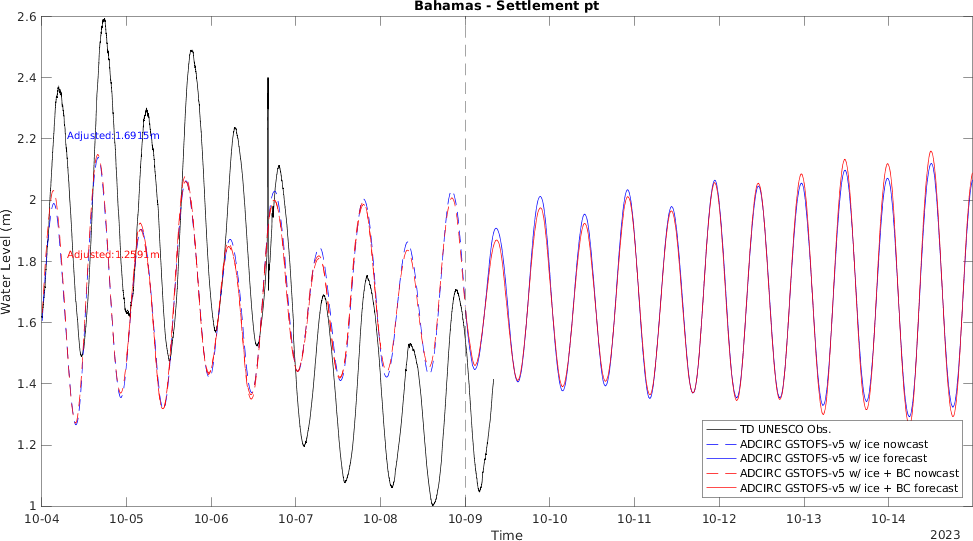 Bahamas - Settlement pt
2.6
2.4
2.2
2
1.8
1.6
1.4
1.2
1
Water Level (m)
Adjusted:1.6915m
Adjusted:1.2591m
TD UNESCO Obs.
ADCIRC GSTOFS-v5 w/ ice nowcast
ADCIRC GSTOFS-v5 w/ ice forecast
ADCIRC GSTOFS-v5 w/ ice + BC nowcast
ADCIRC GSTOFS-v5 w/ ice + BC forecast
10-04 10-05 10-06 10-07 10-08 10-09 10-10 10-11 10-12 10-13 10-14
Time
2023